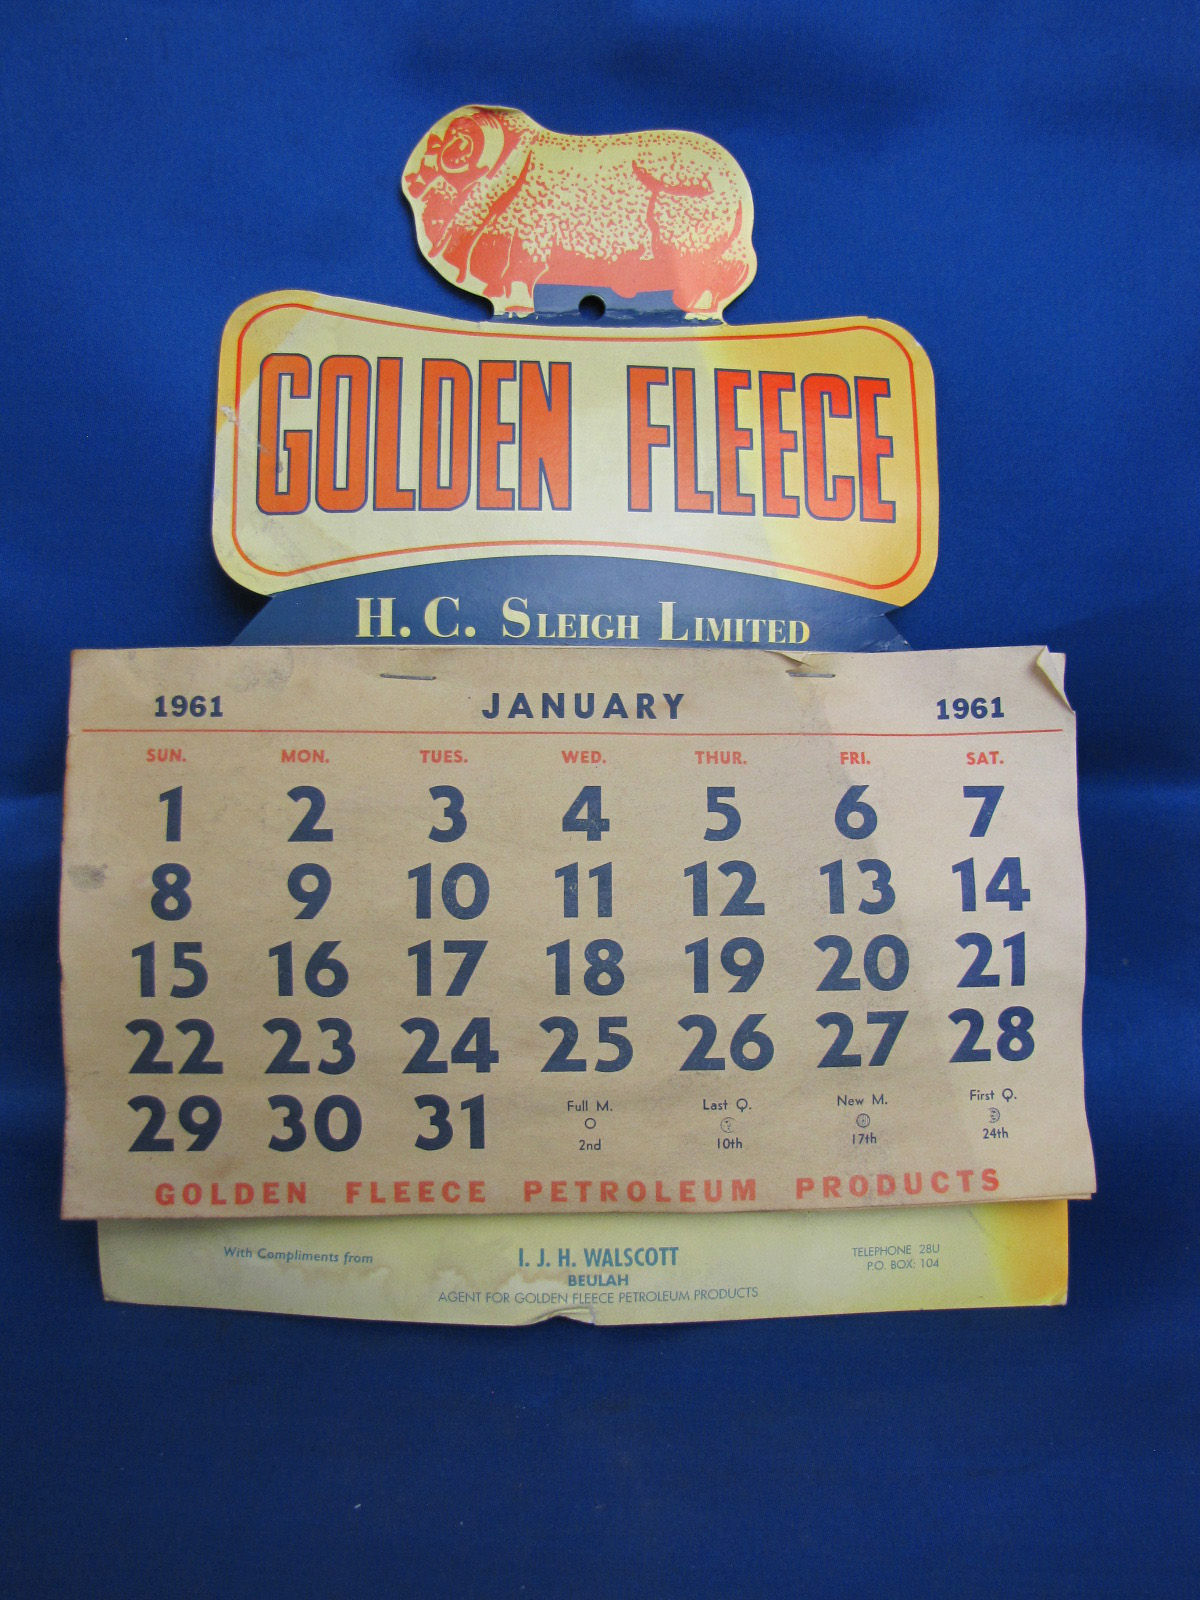 GOLDEN FLEECE
H. C. SLEIGH LIMITED
1961 JANUARY 1961
SUN. MON. TUES. WED. THUR. FRI. SAT.
1 2 3 4 5 6 7
8 9 10 11 12 13 14
15 16 17 18 19 20 21
22 23 24 25 26 27 28
29 30 31
Full M. Last Q. New M. First Q.
2nd 10th 17th 24th
GOLDEN FLEECE PETROLEUM PRODUCTS
With Compliments from I. J. H. WALSCOTT TELEPHONE 28U
BEULAH P.O. BOX: 104
AGENT FOR GOLDEN FLEECE PETROLEUM PRODUCTS